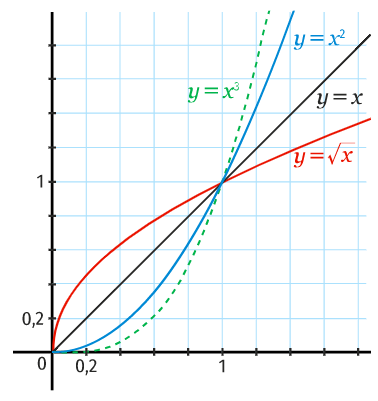 y = x²
y = x³
y = x
y = √x
1
0,2
0
0,2
1